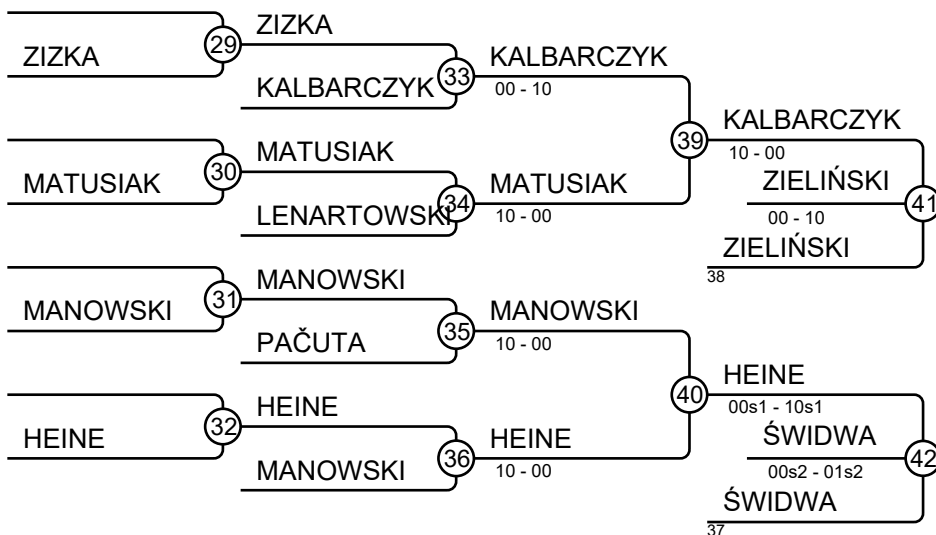 ZIZKA
29
ZIZKA
KALBARCZYK
33
KALBARCZYK
00 - 10
MATUSIAK
30
MATUSIAK
LENARTOWSKI
34
MATUSIAK
10 - 00
39
KALBARCZYK
10 - 00
ZIELIŃSKI
00 - 10
41
ZIELIŃSKI
38
MANOWSKI
31
MANOWSKI
PAČUTA
35
MANOWSKI
10 - 00
HEINE
32
HEINE
MANOWSKI
36
HEINE
10 - 00
40
HEINE
00s1 - 10s1
ŚWIDWA
00s2 - 01s2
42
ŚWIDWA
37